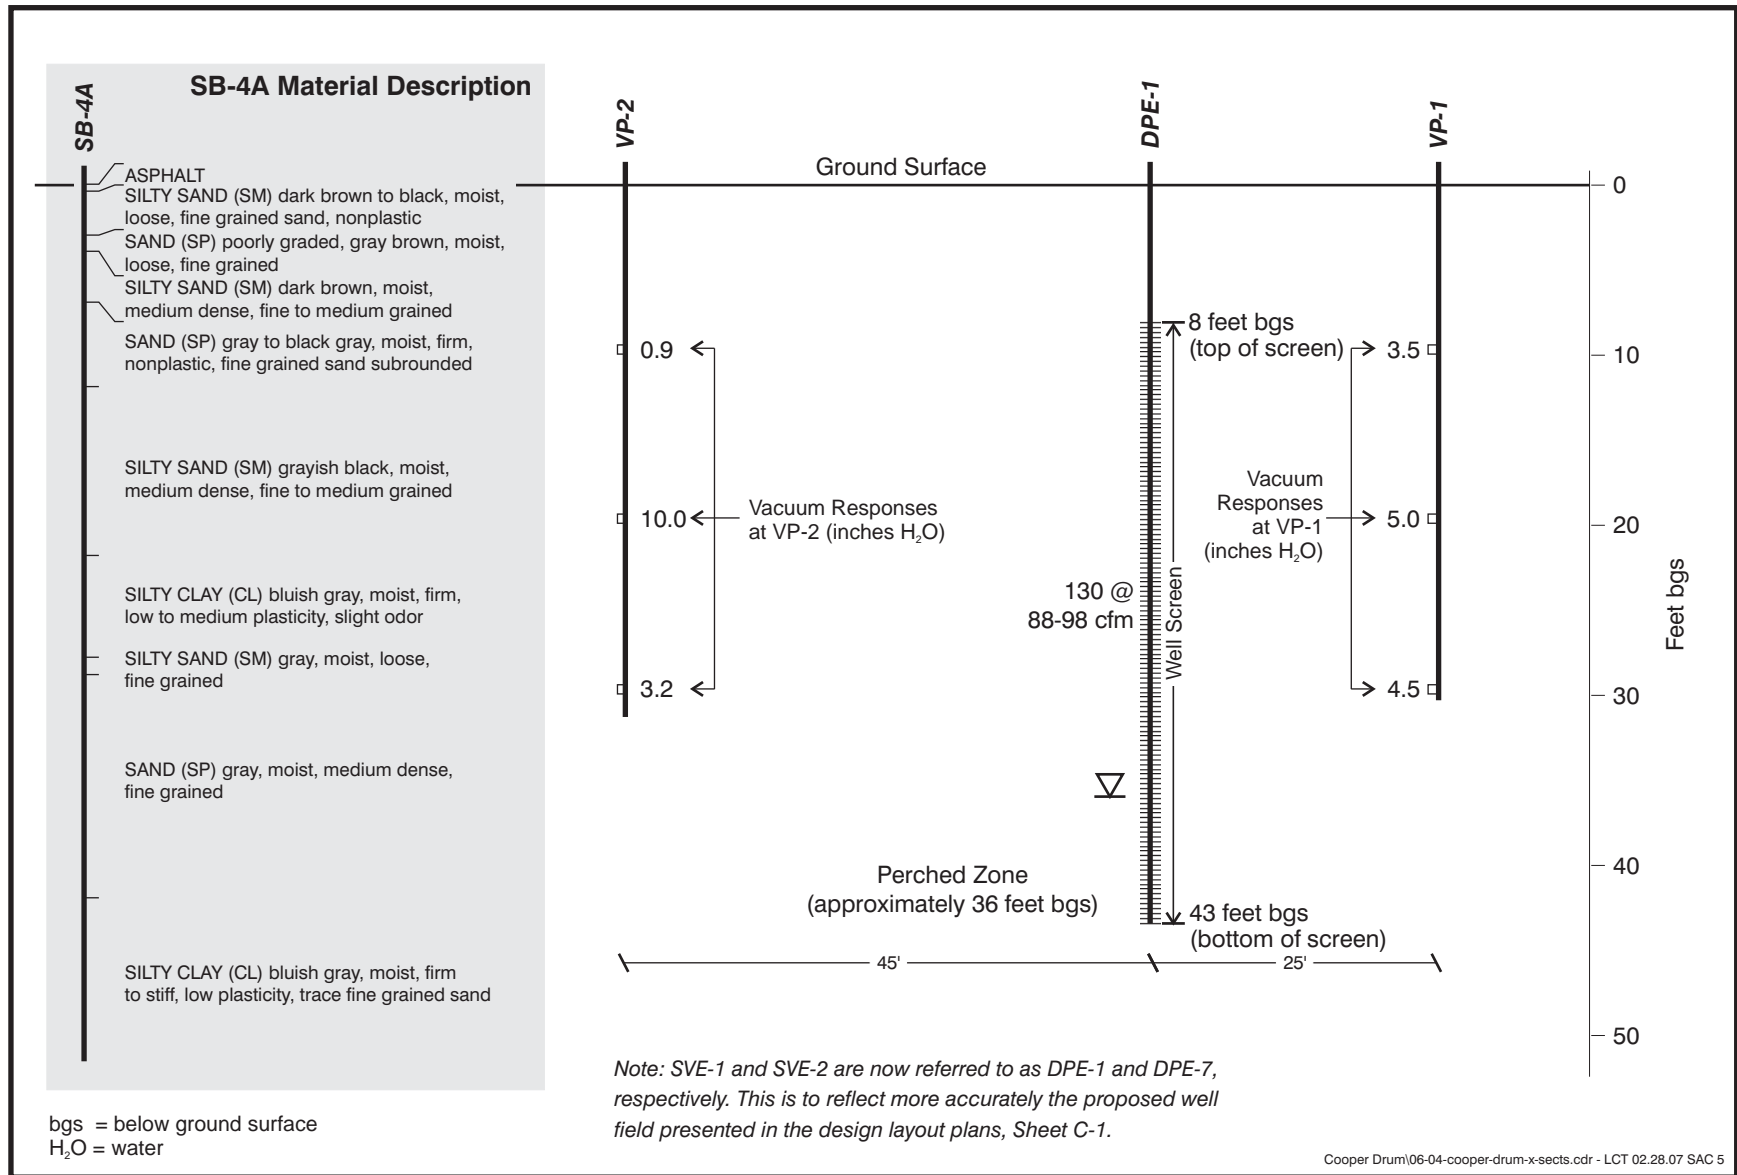 SB-4A Material Description
SB-4A
ASPHALT
SILTY SAND (SM) dark brown to black, moist,
loose, fine grained sand, nonplastic
SAND (SP) poorly graded, gray brown, moist,
loose, fine grained
SILTY SAND (SM) dark brown, moist,
medium dense, fine to medium grained
SAND (SP) gray to black gray, moist, firm,
nonplastic, fine grained sand subrounded
SILTY SAND (SM) grayish black, moist,
medium dense, fine to medium grained
SILTY CLAY (CL) bluish gray, moist, firm,
low to medium plasticity, slight odor
SILTY SAND (SM) gray, moist, loose,
fine grained
SAND (SP) gray, moist, medium dense,
fine grained
SILTY CLAY (CL) bluish gray, moist, firm
to stiff, low plasticity, trace fine grained sand
bgs = below ground surface
H₂O = water
VP-2
Ground Surface
DPE-1
VP-1
0.9
10.0
3.2
Vacuum Responses
at VP-2 (inches H₂O)
8 feet bgs
(top of screen)
130 @
88-98 cfm
Well Screen
Vacuum
Responses
at VP-1
(inches H₂O)
3.5
5.0
4.5
Perched Zone
(approximately 36 feet bgs)
43 feet bgs
(bottom of screen)
45'
25'
0
10
20
30
40
50
Feet bgs
Note: SVE-1 and SVE-2 are now referred to as DPE-1 and DPE-7,
respectively. This is to reflect more accurately the proposed well
field presented in the design layout plans, Sheet C-1.
Cooper Drum\06-04-cooper-drum-x-sects.cdr - LCT 02.28.07 SAC 5